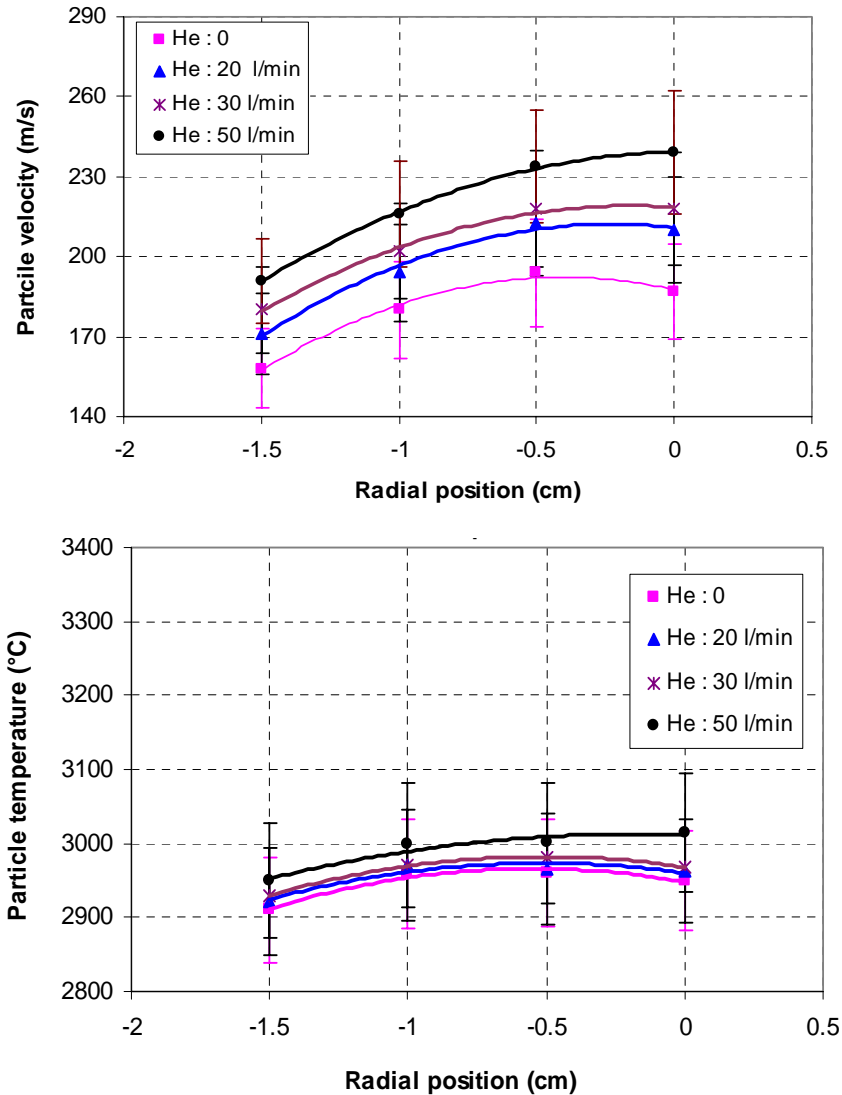 290
260
230
200
170
140
Partcile velocity (m/s)
He : 0
He : 20 l/min
He : 30 l/min
He : 50 l/min
-2 -1.5 -1 -0.5 0 0.5
Radial position (cm)
3400
3300
3200
3100
3000
2900
2800
Particle temperature (°C)
He : 0
He : 20 l/min
He : 30 l/min
He : 50 l/min
-2 -1.5 -1 -0.5 0 0.5
Radial position (cm)